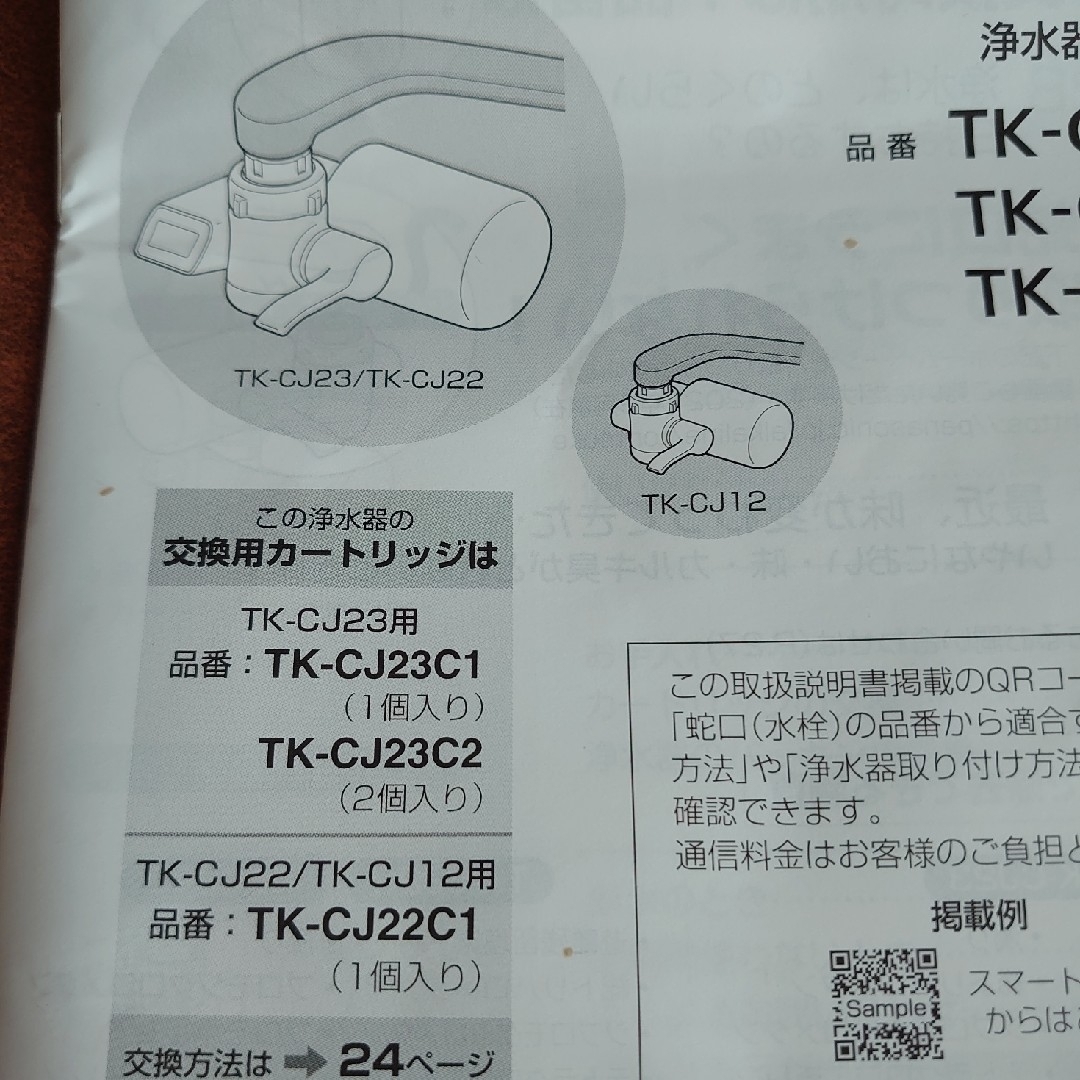 浄水器
品番 TK-C
TK-C
TK-
TK-CJ23/TK-CJ22
TK-CJ12
この浄水器の
交換用カートリッジは
TK-CJ23用
品番：TK-CJ23C1
（1個入り）
TK-CJ23C2
（2個入り）
TK-CJ22/TK-CJ12用
品番：TK-CJ22C1
（1個入り）
交換方法は➡24ページ
この取扱説明書掲載のQRコー
「蛇口（水栓）の品番から適合す
方法」や「浄水器取り付け方法
確認できます。
通信料金はお客様のご負担と
掲載例
Sample
スマート
からはこ